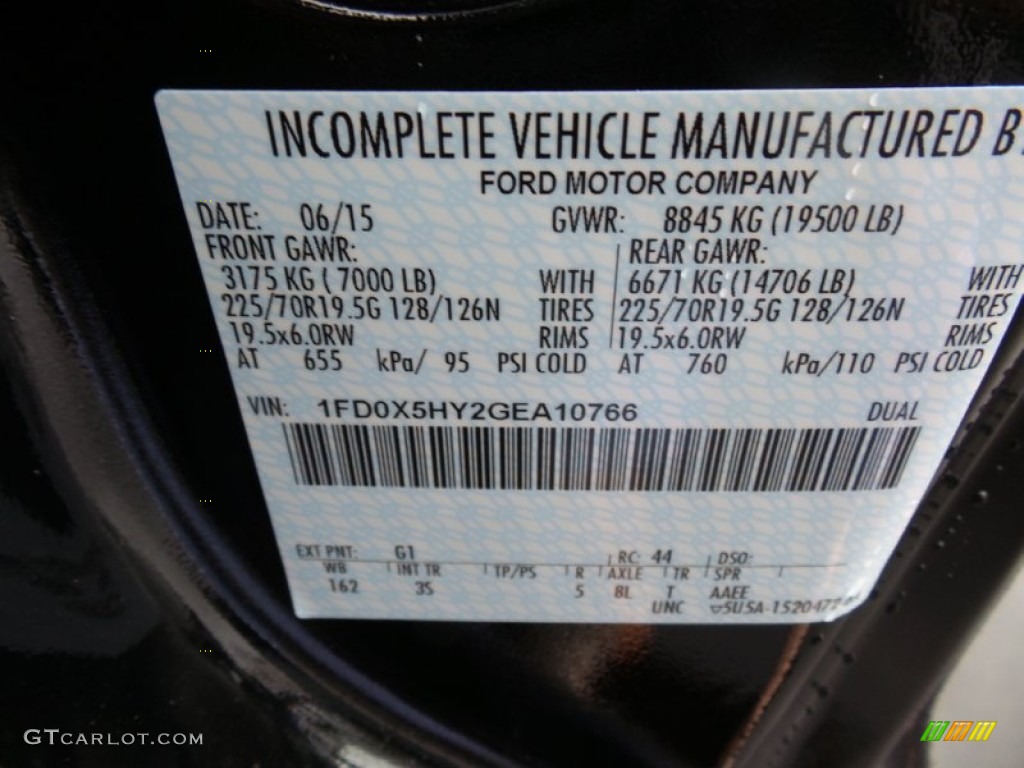 INCOMPLETE VEHICLE MANUFACTURED
FORD MOTOR COMPANY
DATE: 06/15 GVWR: 8845 KG (19500 LB)
FRONT GAWR: REAR GAWR:
3175 KG ( 7000 LB) WITH 6671 KG (14706 LB) WITH
225/70R19.5G 128/126N TIRES 225/70R19.5G 128/126N TIRES
19.5x6.0RW RIMS 19.5x6.0RW RIMS
AT 655 kPa/ 95 PSI COLD AT 760 kPa/110 PSI COLD
VIN: 1FD0X5HY2GEA10766 DUAL
EXT PNT: G1 RC: 44 DSO:
WB INT TR TP/PS R AXLE TR SPR
162 3S 5 8L T AAEE
UNC
GTCARLOT.COM